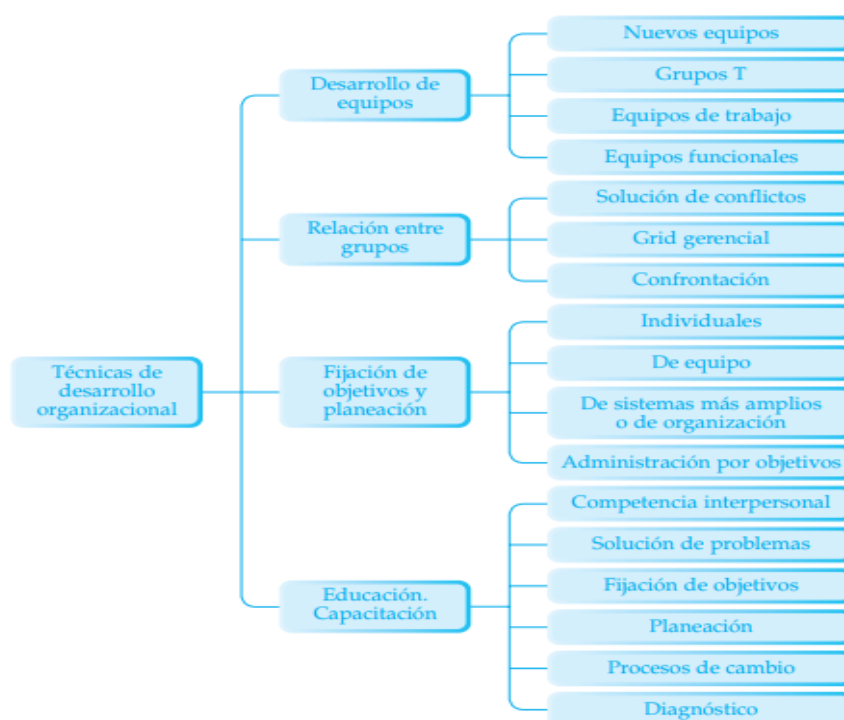 Técnicas de
desarrollo
organizacional
Desarrollo de
equipos
Nuevos equipos
Grupos T
Equipos de trabajo
Equipos funcionales
Relación entre
grupos
Solución de conflictos
Grid gerencial
Confrontación
Fijación de
objetivos y
planeación
Individuales
De equipo
De sistemas más amplios
o de organización
Administración por objetivos
Educación.
Capacitación
Competencia interpersonal
Solución de problemas
Fijación de objetivos
Planeación
Procesos de cambio
Diagnóstico